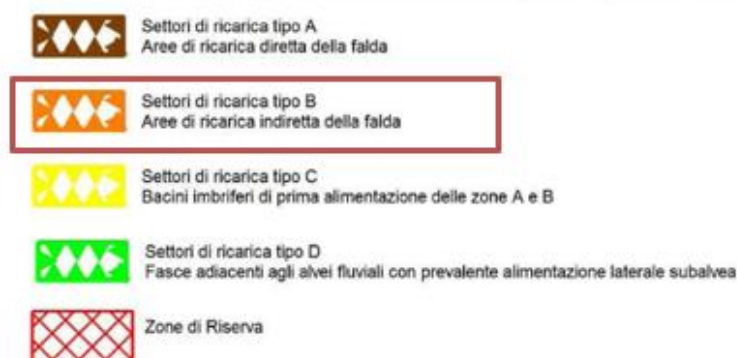 Settori di ricarica tipo A
Aree di ricarica diretta della falda
Settori di ricarica tipo B
Aree di ricarica indiretta della falda
Settori di ricarica tipo C
Bacini imbriferi di prima alimentazione delle zone A e B
Settori di ricarica tipo D
Fasce adiacenti agli alvei fluviali con prevalente alimentazione laterale subalvea
Zone di Riserva